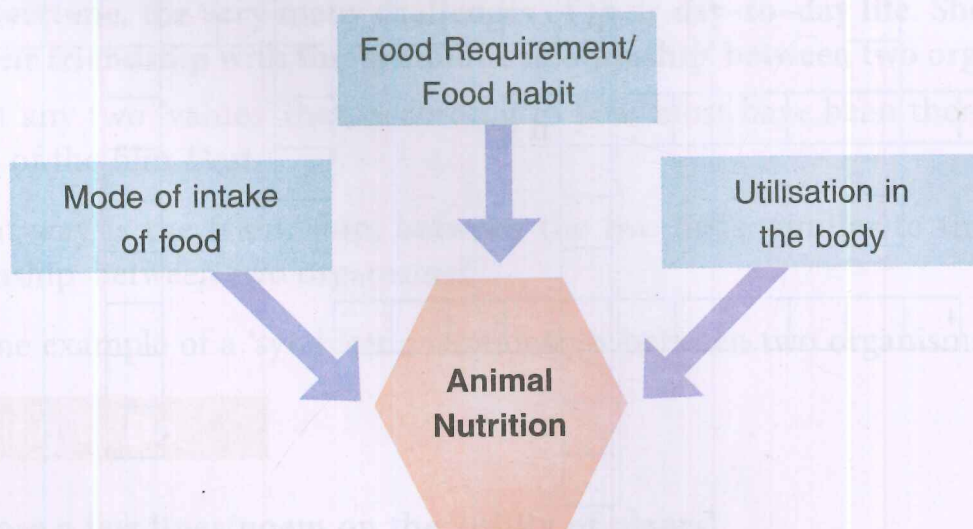 Food Requirement/
Food habit
Mode of intake
of food
Utilisation in
the body
Animal
Nutrition